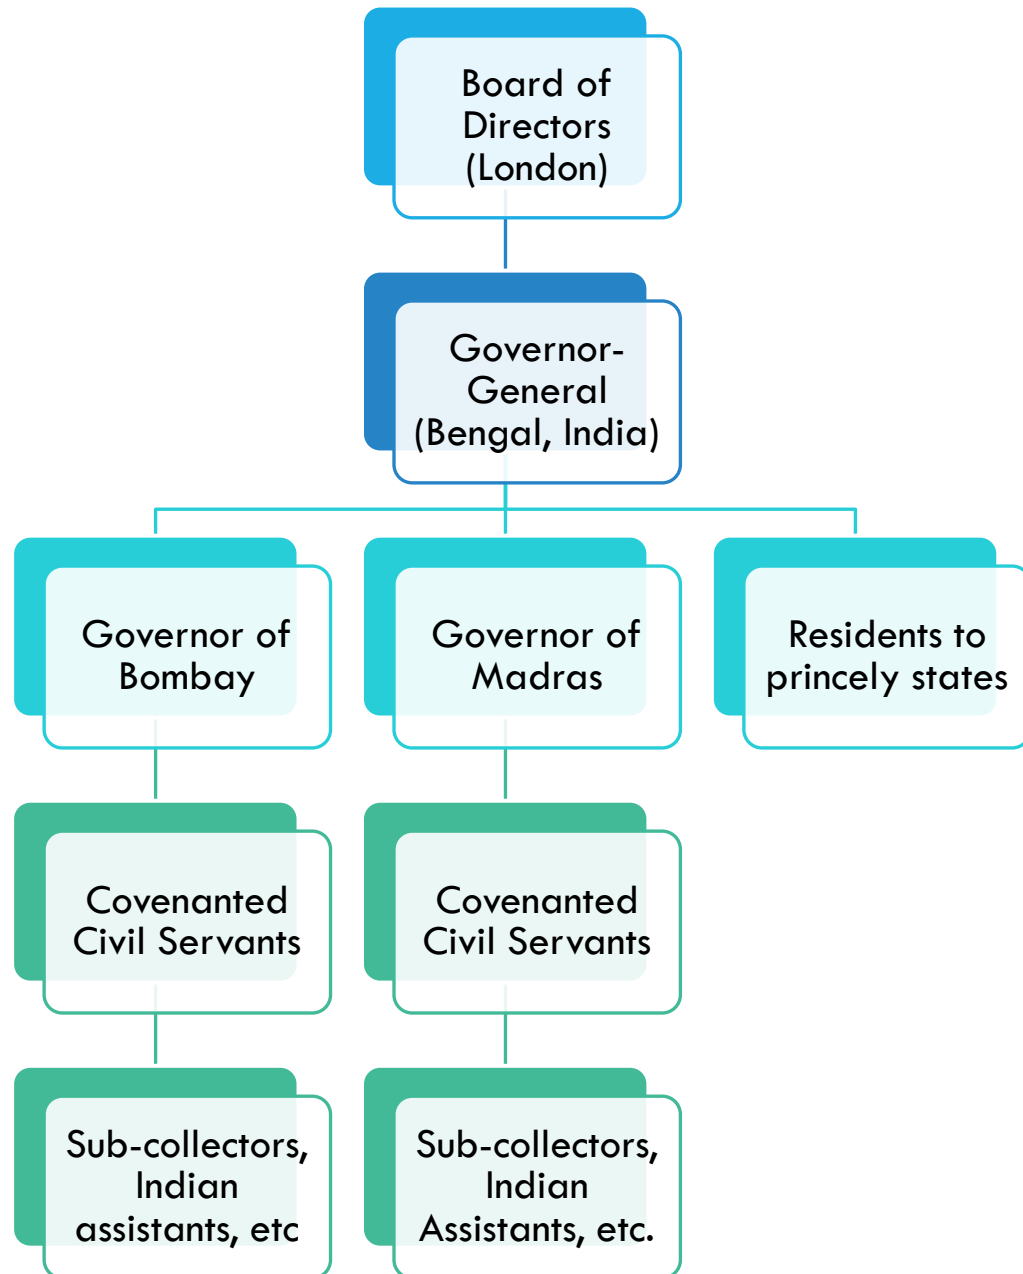 Board of
Directors
(London)
Governor-
General
(Bengal, India)
Governor of
Bombay
Governor of
Madras
Residents to
princely states
Covenanted
Civil Servants
Covenanted
Civil Servants
Sub-collectors,
Indian
assistants, etc
Sub-collectors,
Indian
Assistants, etc.